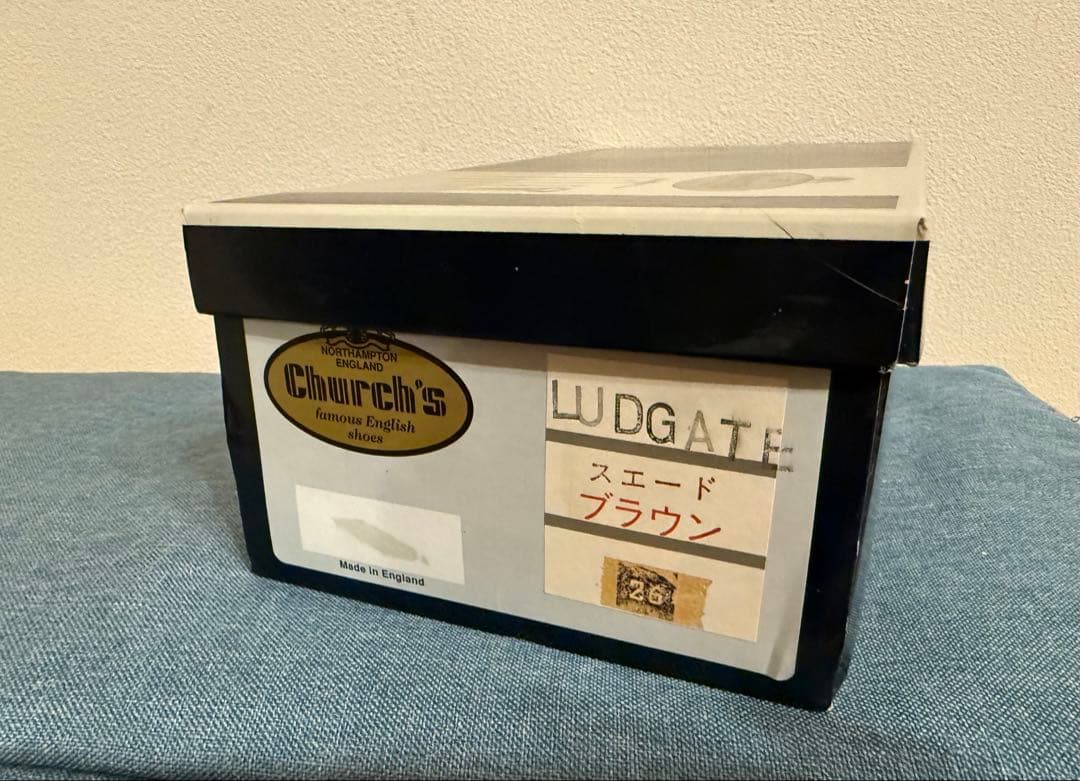 NORTHAMPTON
ENGLAND
Church's
famous English
shoes
Made in England
LUDGATE
スエード
ブラウン
26